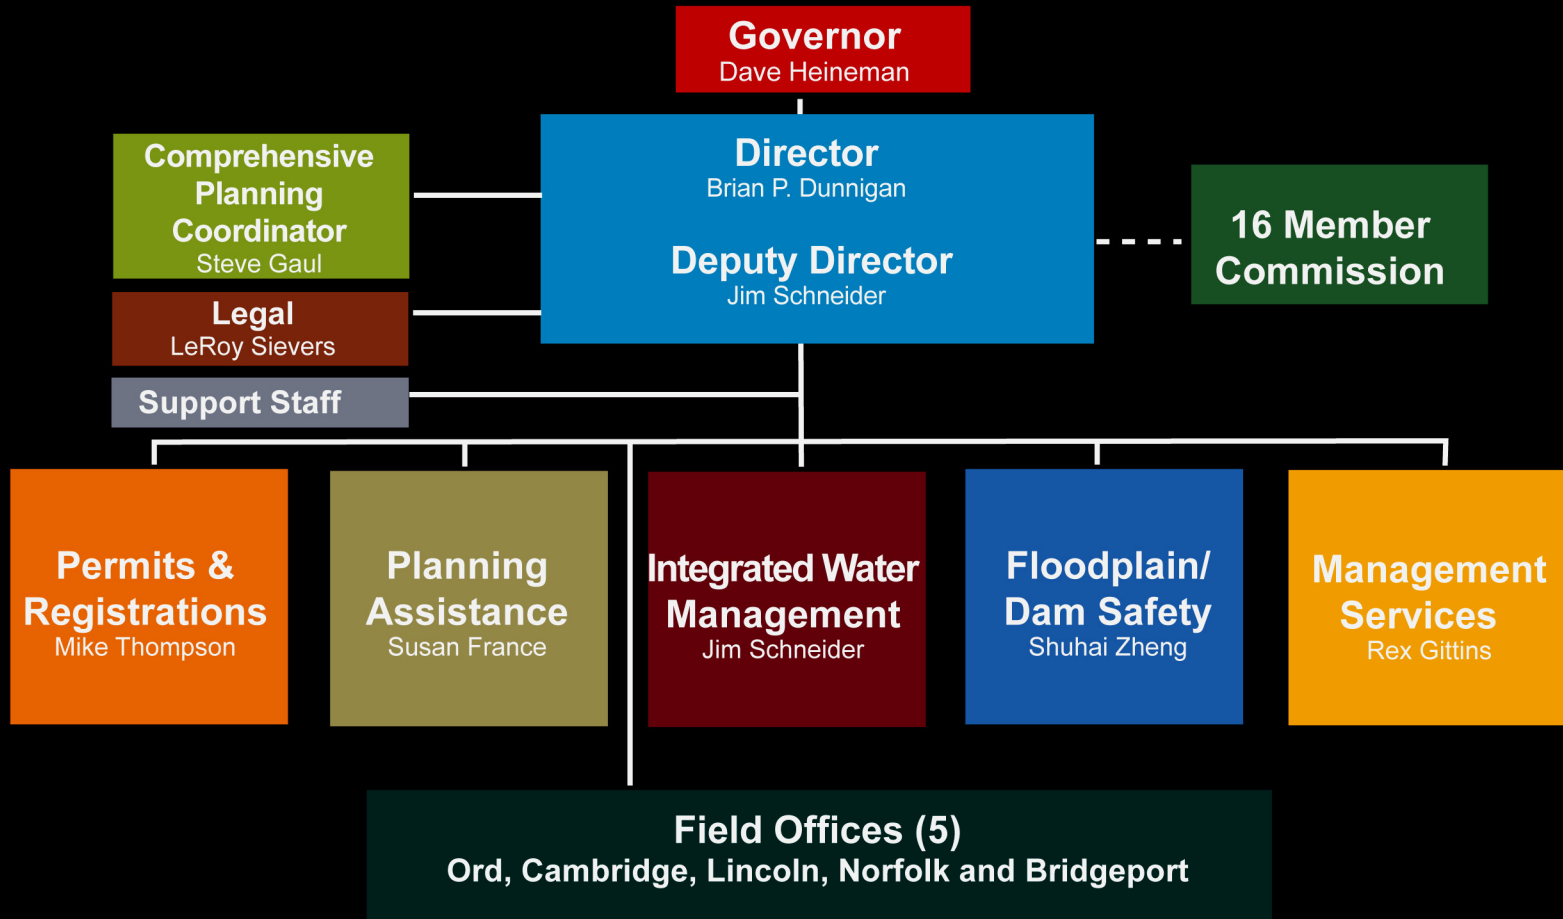 Governor
Dave Heineman
Comprehensive
Planning
Coordinator
Steve Gaul
Director
Brian P. Dunnigan
Deputy Director
Jim Schneider
16 Member
Commission
Legal
LeRoy Sievers
Support Staff
Permits &
Registrations
Mike Thompson
Planning
Assistance
Susan France
Integrated Water
Management
Jim Schneider
Floodplain/
Dam Safety
Shuhai Zheng
Management
Services
Rex Gittins
Field Offices (5)
Ord, Cambridge, Lincoln, Norfolk and Bridgeport